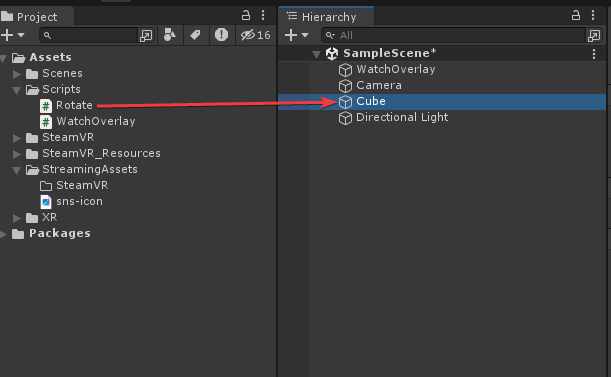 Project
16
Assets
Scenes
Scripts
Rotate
WatchOverlay
SteamVR
SteamVR_Resources
StreamingAssets
SteamVR
sns-icon
XR
Packages
Hierarchy
All
SampleScene*
WatchOverlay
Camera
Cube
Directional Light